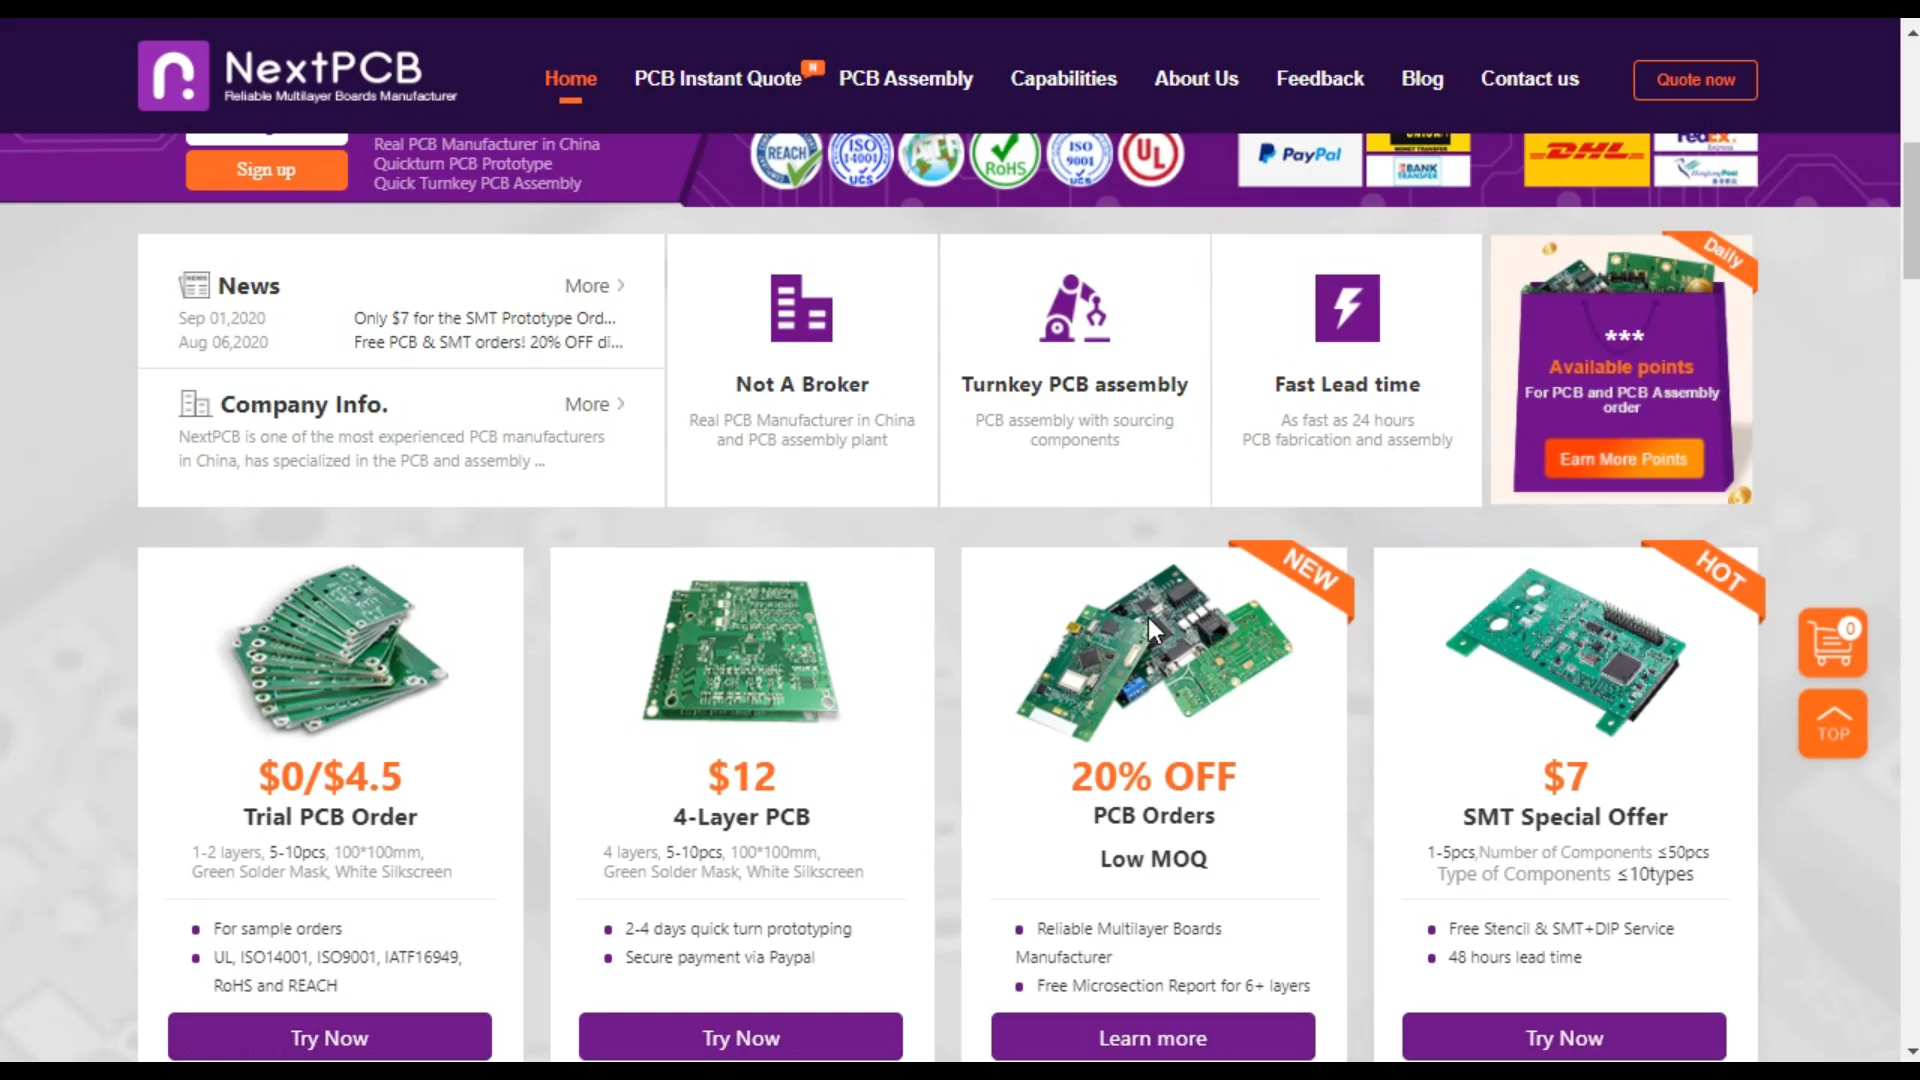 NextPCB
Reliable Multilayer Boards Manufacturer
Home
PCB Instant Quote
N
PCB Assembly
Capabilities
About Us
Feedback
Blog
Contact us
Quote now
Sign up
Real PCB Manufacturer in China
Quickturn PCB Prototype
Quick Turnkey PCB Assembly
REACH
ISO
14001
UCS
RoHS
ISO
9001
UCS
UL
PayPal
MONEY TRANSFER
BANK
TRANSFER
DHL
FedEx
Express
News
More
Sep 01,2020
Only $7 for the SMT Prototype Ord...
Aug 06,2020
Free PCB & SMT orders! 20% OFF di...
Company Info.
More
NextPCB is one of the most experienced PCB manufacturers
in China, has specialized in the PCB and assembly ...
Not A Broker
Real PCB Manufacturer in China
and PCB assembly plant
Turnkey PCB assembly
PCB assembly with sourcing
components
Fast Lead time
As fast as 24 hours
PCB fabrication and assembly
Daily
***
Available points
For PCB and PCB Assembly
order
Earn More Points
$0/$4.5
Trial PCB Order
1-2 layers, 5-10pcs, 100*100mm,
Green Solder Mask, White Silkscreen
For sample orders
UL, ISO14001, ISO9001, IATF16949,
RoHS and REACH
Try Now
$12
4-Layer PCB
4 layers, 5-10pcs, 100*100mm,
Green Solder Mask, White Silkscreen
2-4 days quick turn prototyping
Secure payment via Paypal
Try Now
NEW
20% OFF
PCB Orders
Low MOQ
Reliable Multilayer Boards
Manufacturer
Free Microsection Report for 6+ layers
Learn more
HOT
$7
SMT Special Offer
1-5pcs,Number of Components ≤50pcs
Type of Components ≤10types
Free Stencil & SMT+DIP Service
48 hours lead time
Try Now
0
TOP